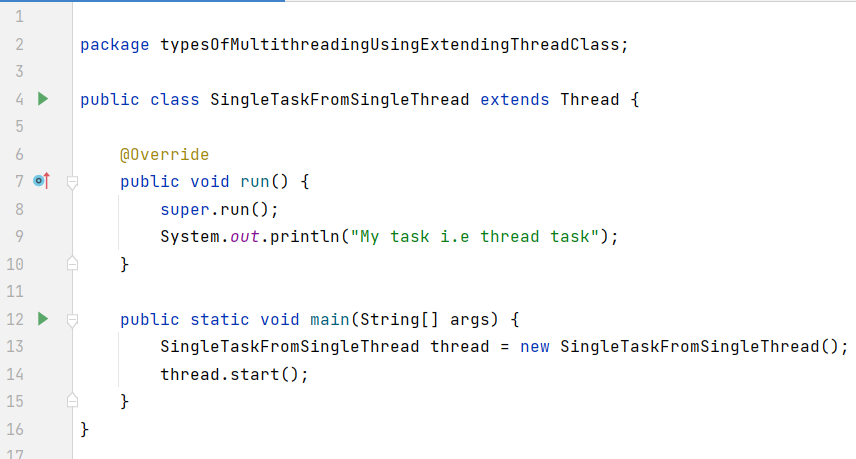 1
2 package typesOfMultithreadingUsingExtendingThreadClass;
3
4 public class SingleTaskFromSingleThread extends Thread {
5
6 @Override
7 public void run() {
8 super.run();
9 System.out.println("My task i.e thread task");
10 }
11
12 public static void main(String[] args) {
13 SingleTaskFromSingleThread thread = new SingleTaskFromSingleThread();
14 thread.start();
15 }
16 }
17